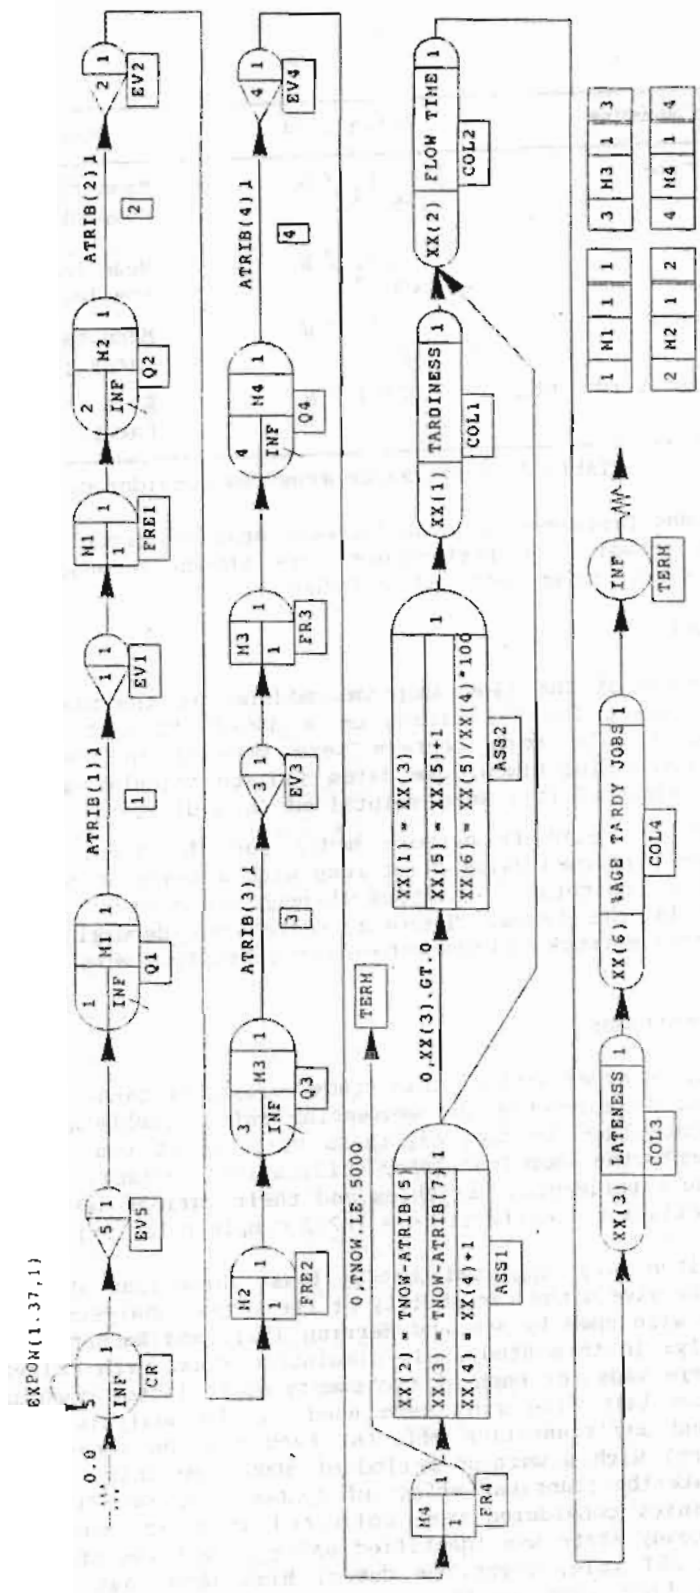 EXPON(1.37,1)
0.0
5
INF
1
CR
5
1
EV5
1
INF
M1
1
Q1
ATRIB(1)1
1
1
1
EV1
M1
1
1
FRE1
2
INF
M2
1
Q2
ATRIB(2)1
2
2
1
EV2
M2
1
1
FRE2
3
INF
M3
1
Q3
ATRIB(3)1
3
3
1
EV3
M3
1
1
FR3
4
INF
M4
1
Q4
ATRIB(4)1
4
4
1
EV4
M4
1
1
FR4
0,TNOW.LE.5000
TERM
XX(2) = TNOW-ATRIB(5)
XX(3) = TNOW-ATRIB(7)
XX(4) = XX(4)+1
1
ASS1
0,XX(3).GT.0
XX(1) = XX(3)
XX(5) = XX(5)+1
XX(6) = XX(5)/XX(4)*100
1
ASS2
XX(1) TARDINESS 1
COL1
XX(2) FLOW TIME 1
COL2
XX(3) LATENESS 1
COL3
XX(6) %AGE TARDY JOBS 1
COL4
INF
TERM
1 M1 1 1
2 M2 1 2
3 M3 1 3
4 M4 1 4